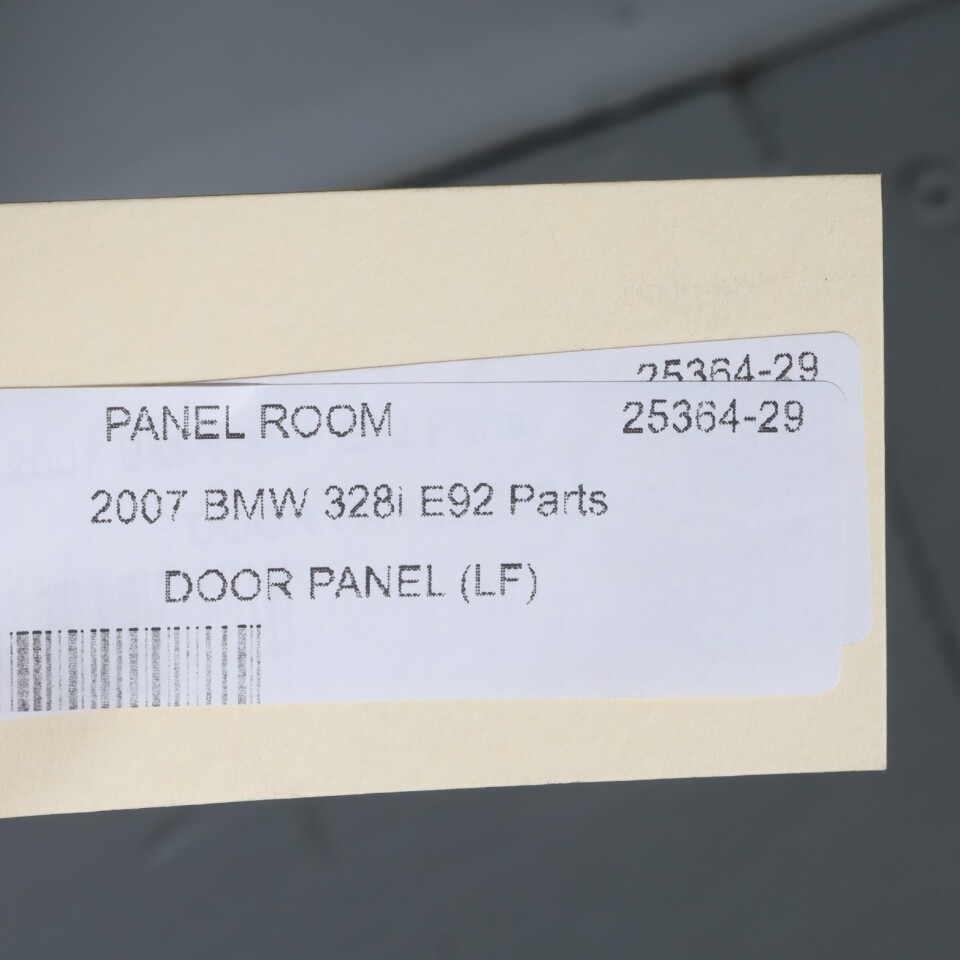 25364-29
PANEL ROOM 25364-29
2007 BMW 328i E92 Parts
DOOR PANEL (LF)